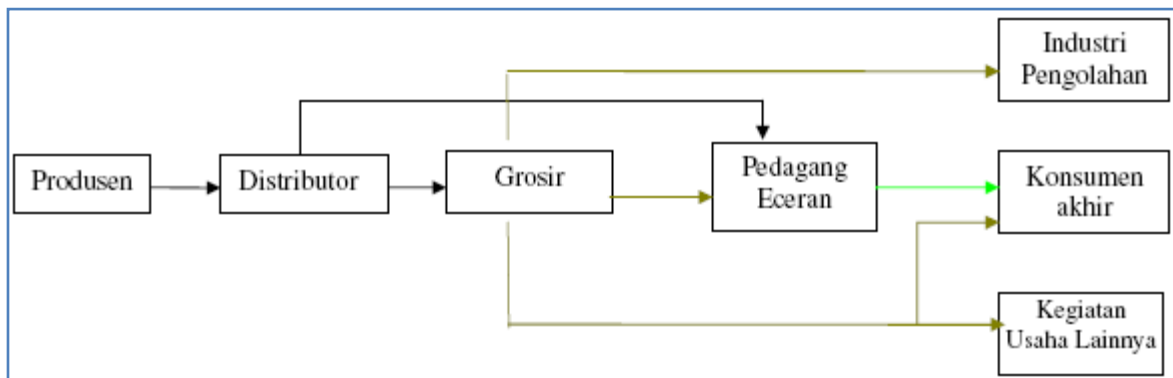 Industri
Pengolahan
Produsen
Distributor
Grosir
Pedagang
Eceran
Konsumen
akhir
Kegiatan
Usaha Lainnya